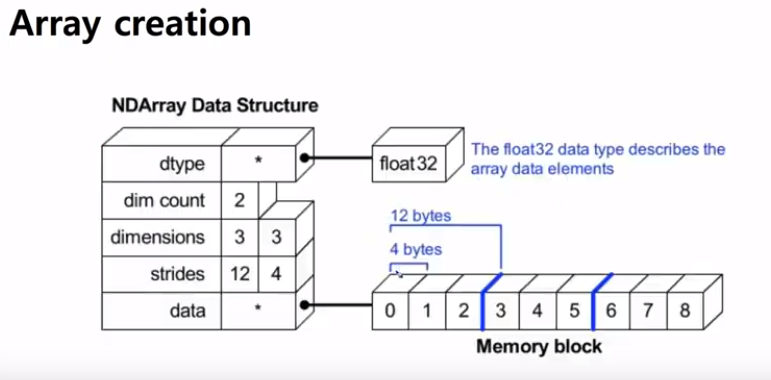 Array creation
NDArray Data Structure
dtype *
float32
The float32 data type describes the
array data elements
dim count 2
dimensions 3 3
strides 12 4
data *
12 bytes
4 bytes
0 1 2 3 4 5 6 7 8
Memory block